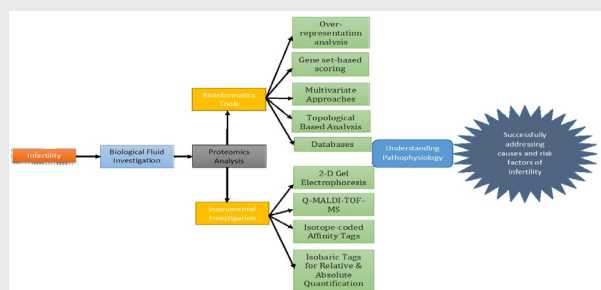 Over-
representation
analysis
Gene set-based
scoring
Bioinformatics
Tools
Multivariate
Approaches
Topological
Based Analysis
Databases
Infertility
Biological Fluid
Investigation
Proteomics
Analysis
Understanding
Pathophysiology
Successfully
addressing
causes and risk
factors of
infertility
2-D Gel
Electrophoresis
Q-MALDI-TOF-
MS
Instrumental
Investigation
Isotope-coded
Affinity Tags
Isobaric Tags
for Relative &
Absolute
Quantification